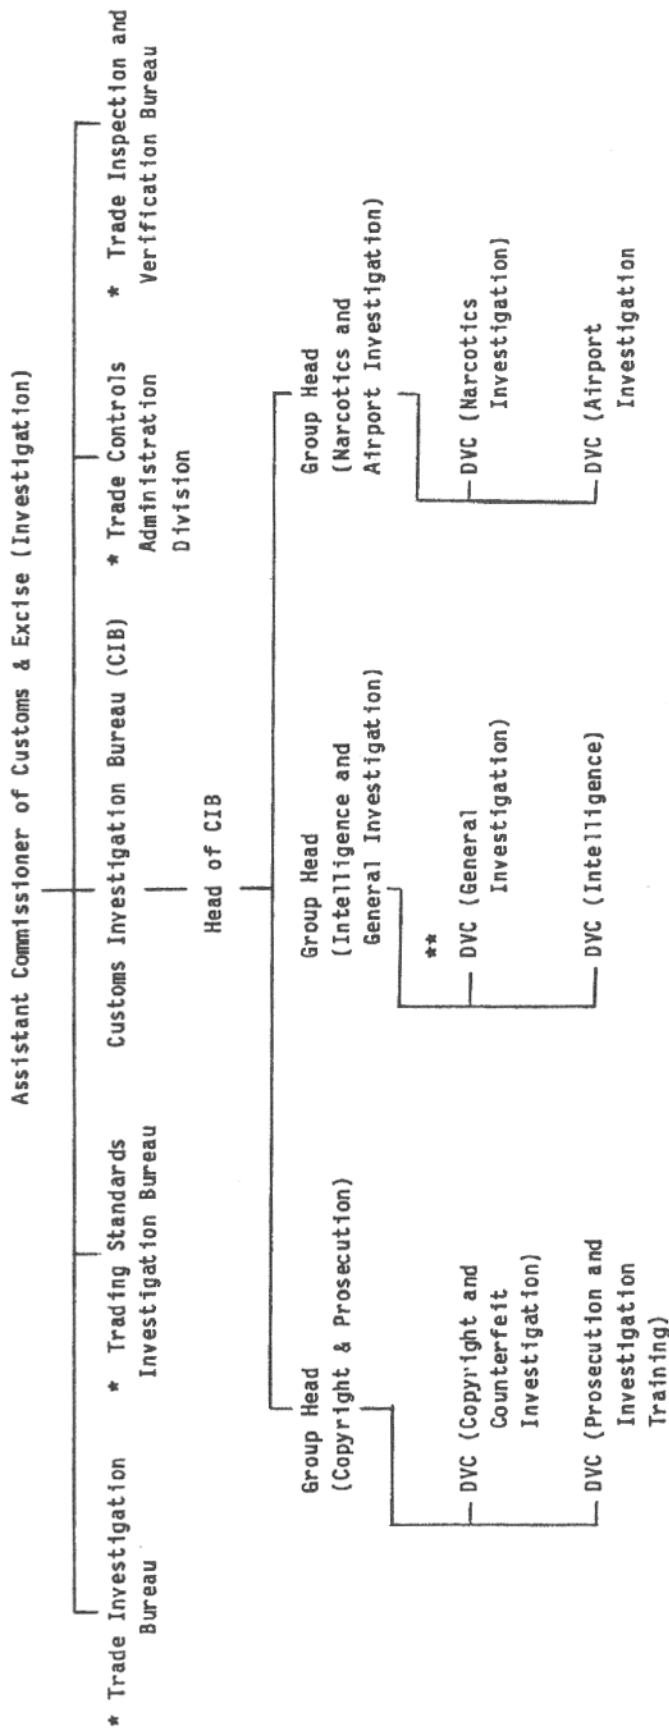 Assistant Commissioner of Customs & Excise (Investigation)
* Trade Investigation
Bureau
* Trading Standards
Investigation Bureau
Customs Investigation Bureau (CIB)
* Trade Controls
Administration
Division
* Trade Inspection and
Verification Bureau
Head of CIB
Group Head
(Copyright & Prosecution)
DVC (Copyright and
Counterfeit
Investigation)
DVC (Prosecution and
Investigation
Training)
Group Head
(Intelligence and
General Investigation)
**
DVC (General
Investigation)
DVC (Intelligence)
Group Head
(Narcotics and
Airport Investigation)
DVC (Narcotics
Investigation)
DVC (Airport
Investigation